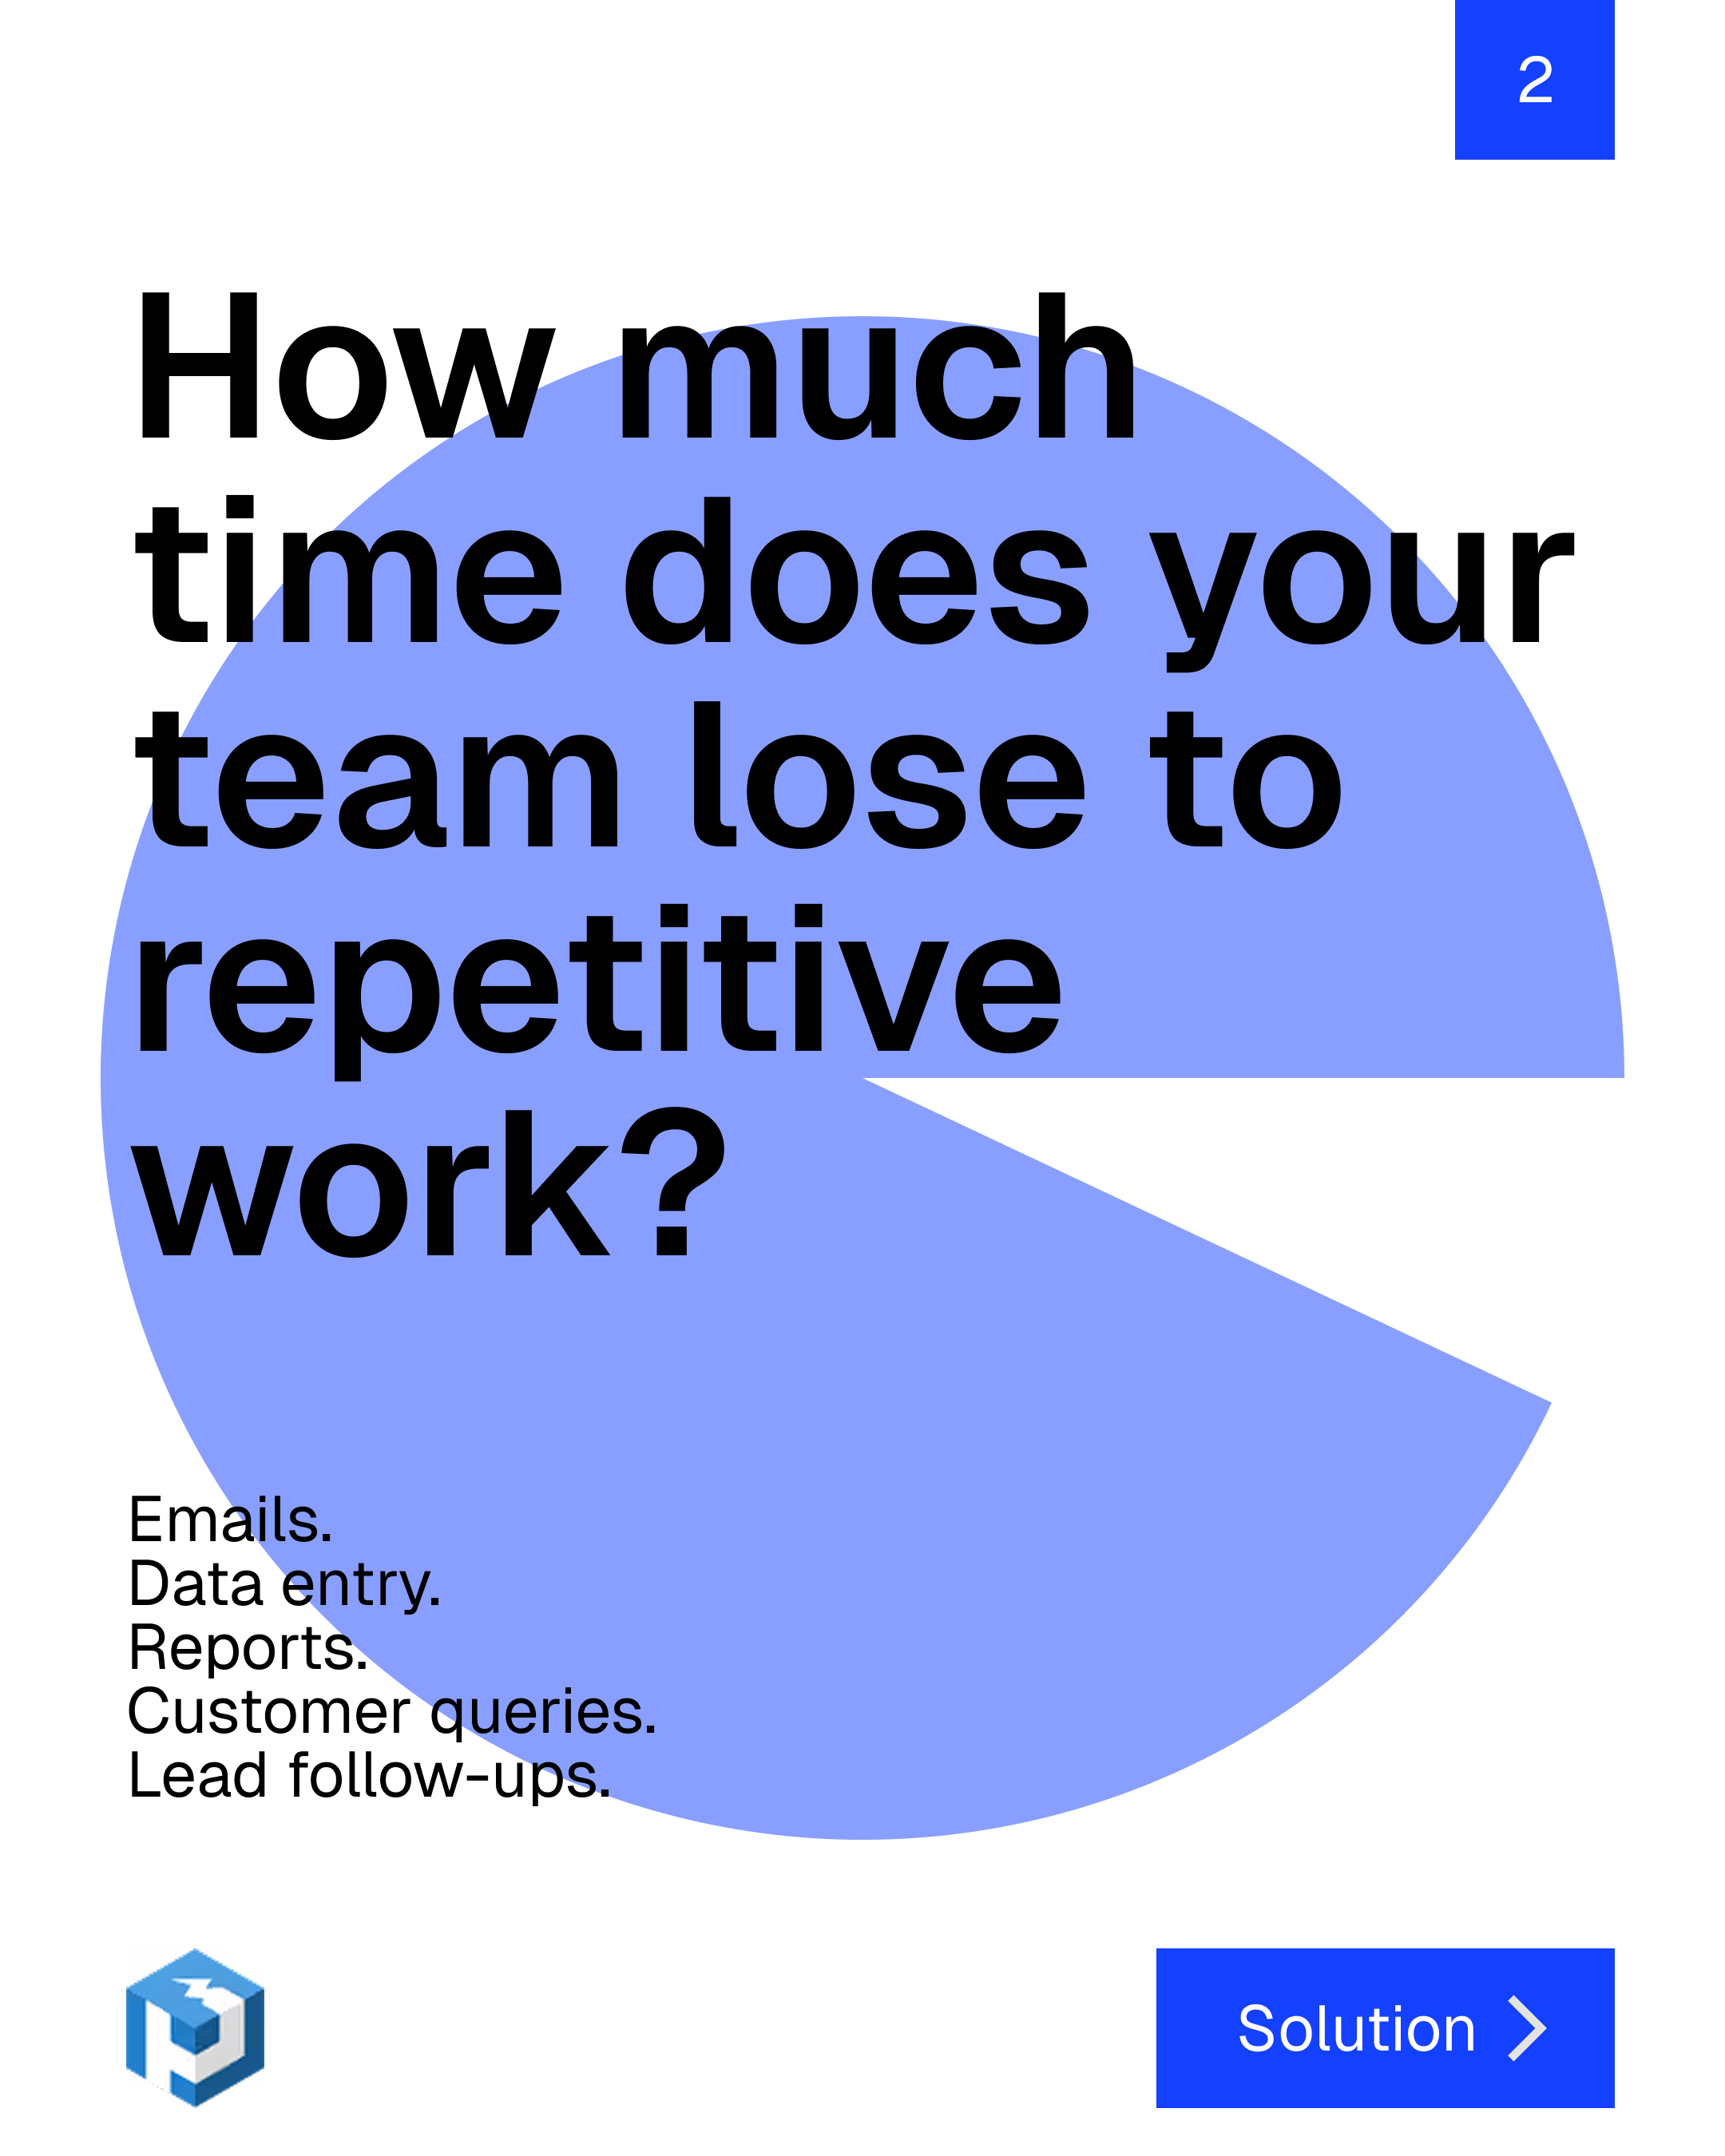 2
How much
time does your
team lose to
repetitive
work?
Emails.
Data entry.
Reports.
Customer queries.
Lead follow-ups.
Solution